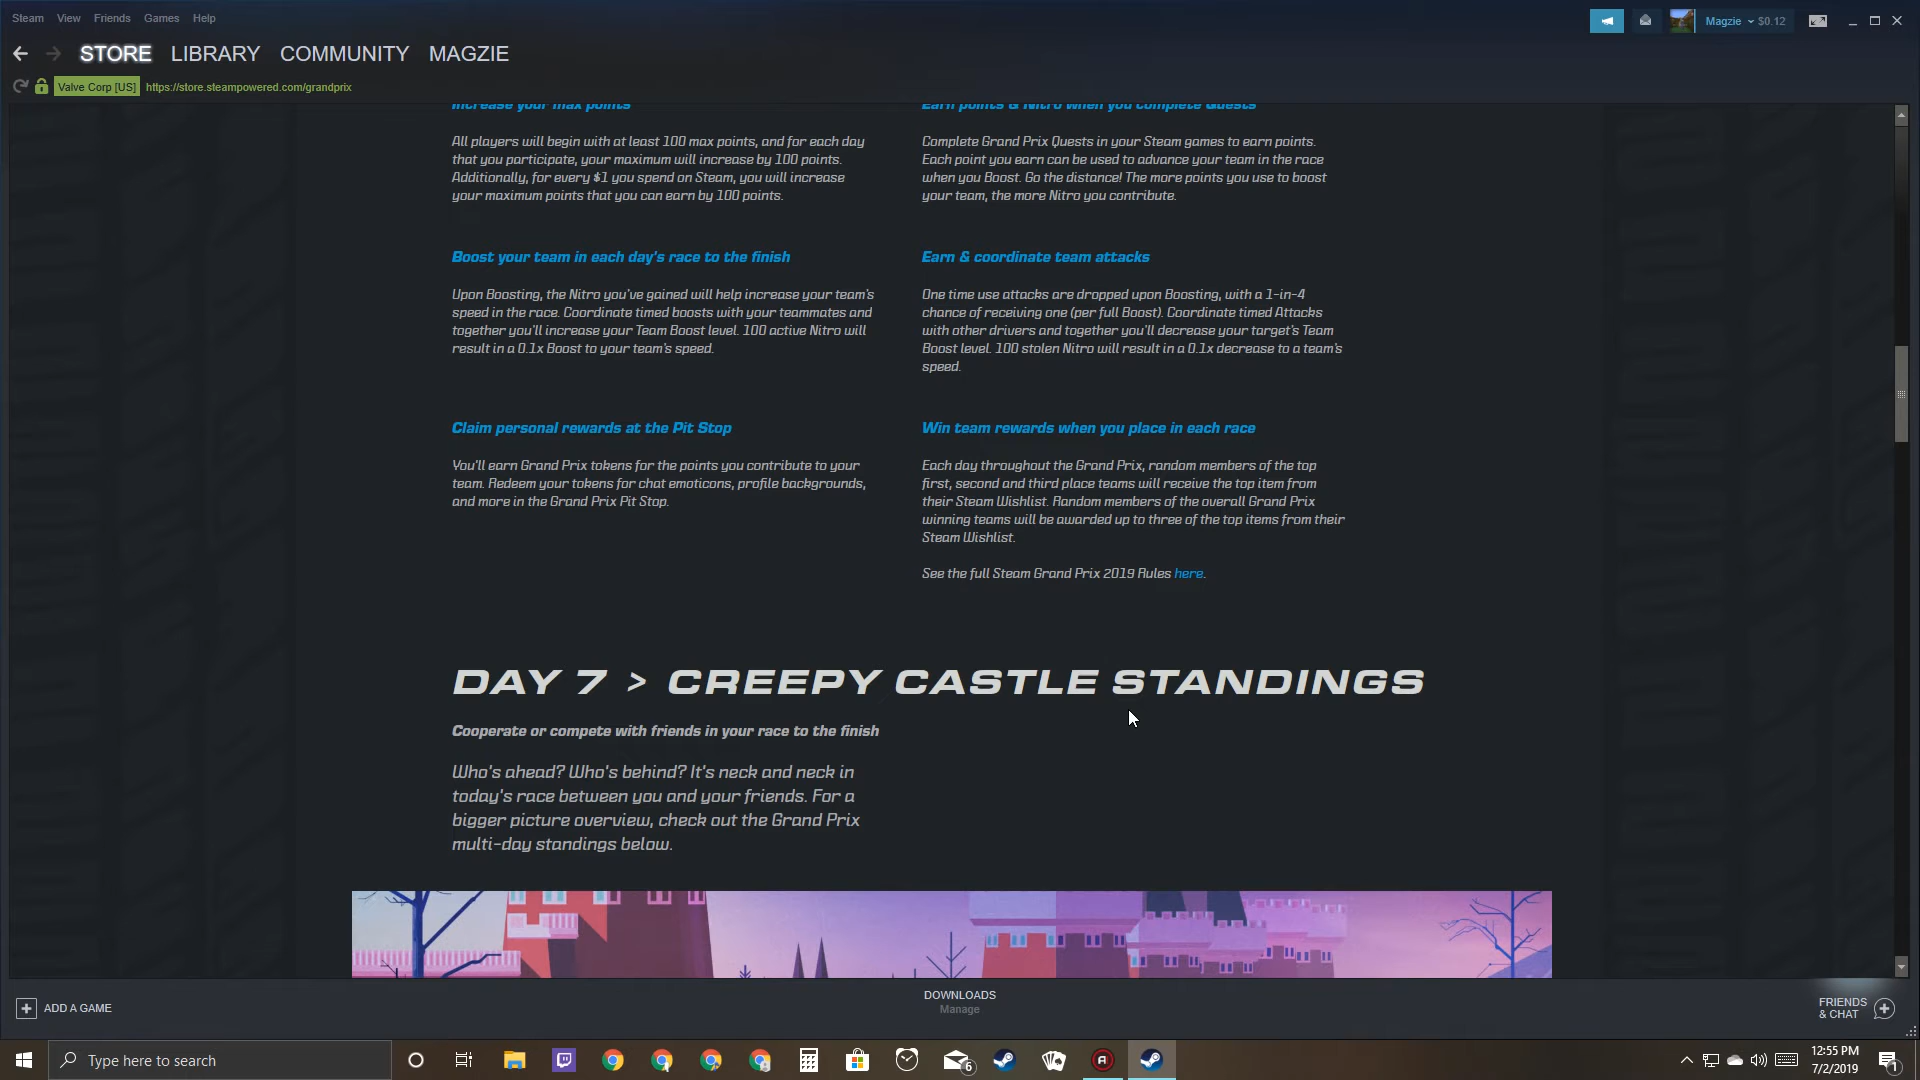 Steam View Friends Games Help
Magzie $0.12
STORE LIBRARY COMMUNITY MAGZIE
Valve Corp [US] https://store.steampowered.com/grandprix
Increase your max points
All players will begin with at least 100 max points, and for each day
that you participate, your maximum will increase by 100 points.
Additionally, for every $1 you spend on Steam, you will increase
your maximum points that you can earn by 100 points.
Earn points & Nitro when you complete Quests
Complete Grand Prix Quests in your Steam games to earn points.
Each point you earn can be used to advance your team in the race
when you Boost. Go the distance! The more points you use to boost
your team, the more Nitro you contribute.
Boost your team in each day's race to the finish
Upon Boosting, the Nitro you've gained will help increase your team's
speed in the race. Coordinate timed boosts with your teammates and
together you'll increase your Team Boost level. 100 active Nitro will
result in a 0.1x Boost to your team's speed.
Earn & coordinate team attacks
One time use attacks are dropped upon Boosting, with a 1-in-4
chance of receiving one (per full Boost). Coordinate timed Attacks
with other drivers and together you'll decrease your target's Team
Boost level. 100 stolen Nitro will result in a 0.1x decrease to a team's
speed.
Claim personal rewards at the Pit Stop
You'll earn Grand Prix tokens for the points you contribute to your
team. Redeem your tokens for chat emoticons, profile backgrounds,
and more in the Grand Prix Pit Stop.
Win team rewards when you place in each race
Each day throughout the Grand Prix, random members of the top
first, second and third place teams will receive the top item from
their Steam Wishlist. Random members of the overall Grand Prix
winning teams will be awarded up to three of the top items from their
Steam Wishlist.
See the full Steam Grand Prix 2019 Rules here.
DAY 7 > CREEPY CASTLE STANDINGS
Cooperate or compete with friends in your race to the finish
Who's ahead? Who's behind? It's neck and neck in
today's race between you and your friends. For a
bigger picture overview, check out the Grand Prix
multi-day standings below.
ADD A GAME
DOWNLOADS
Manage
FRIENDS
& CHAT
Type here to search
6
12:55 PM
7/2/2019
1